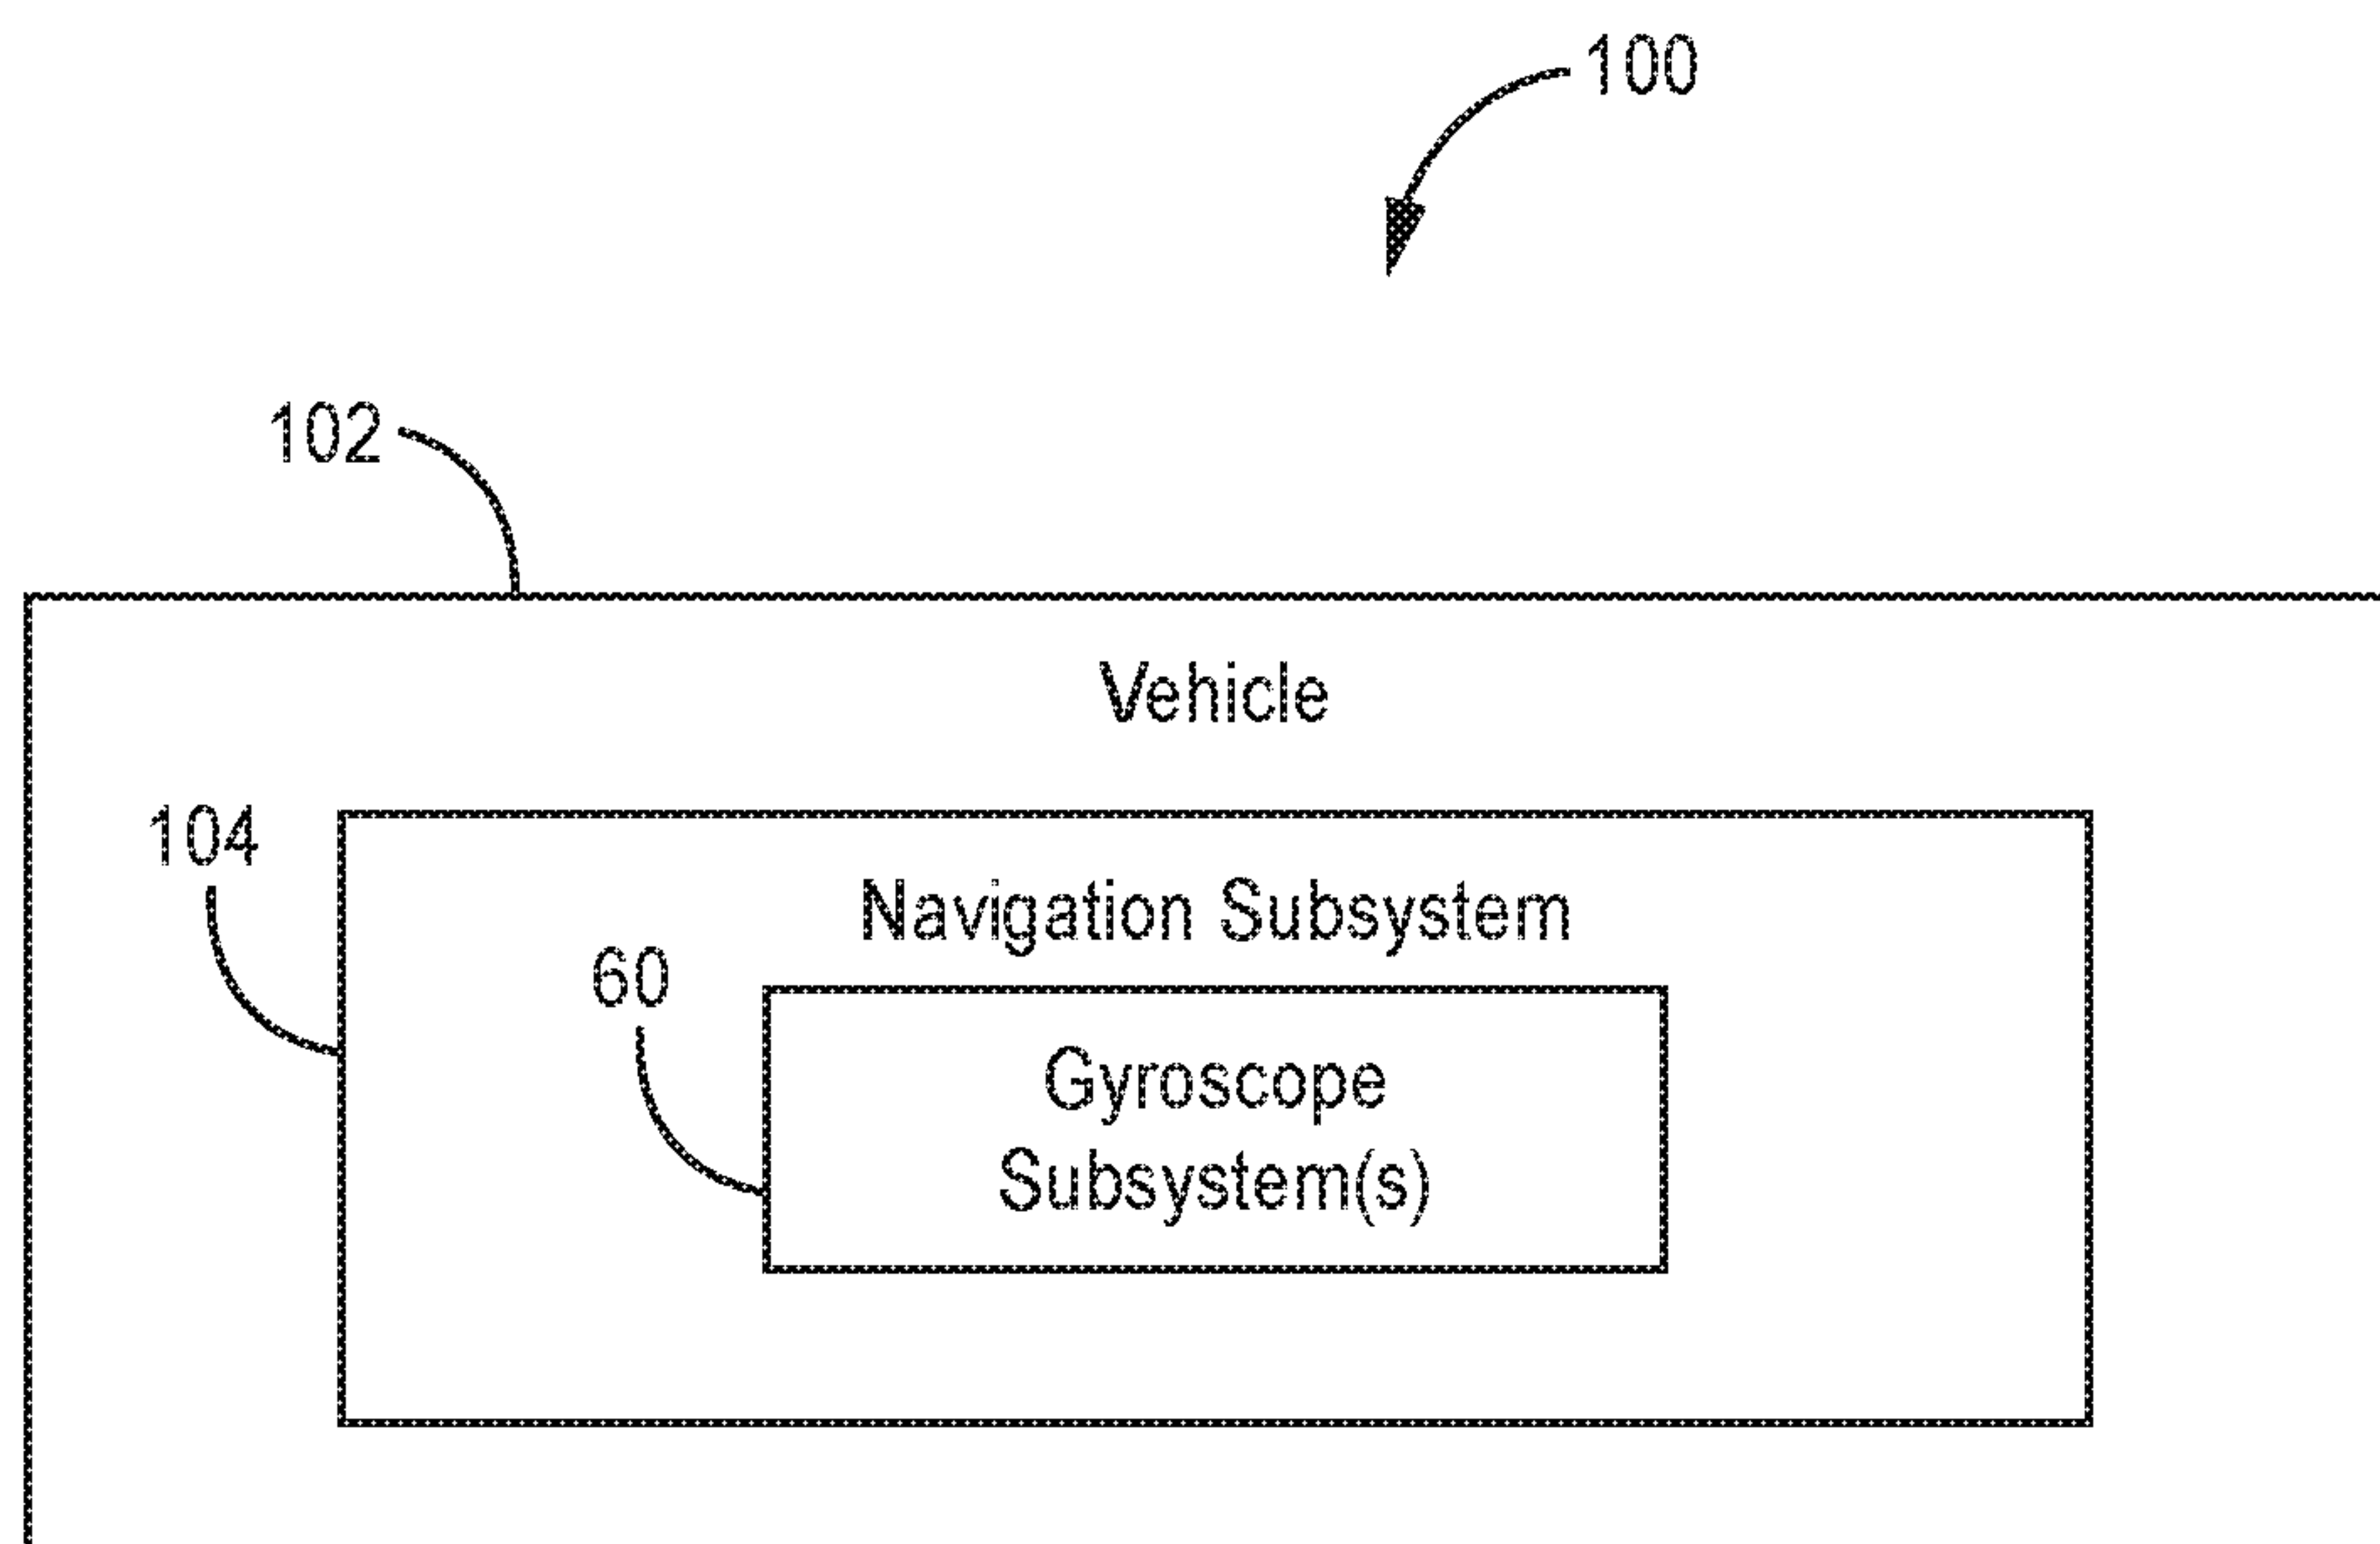 100
102
Vehicle
104
Navigation Subsystem
60
Gyroscope
Subsystem(s)